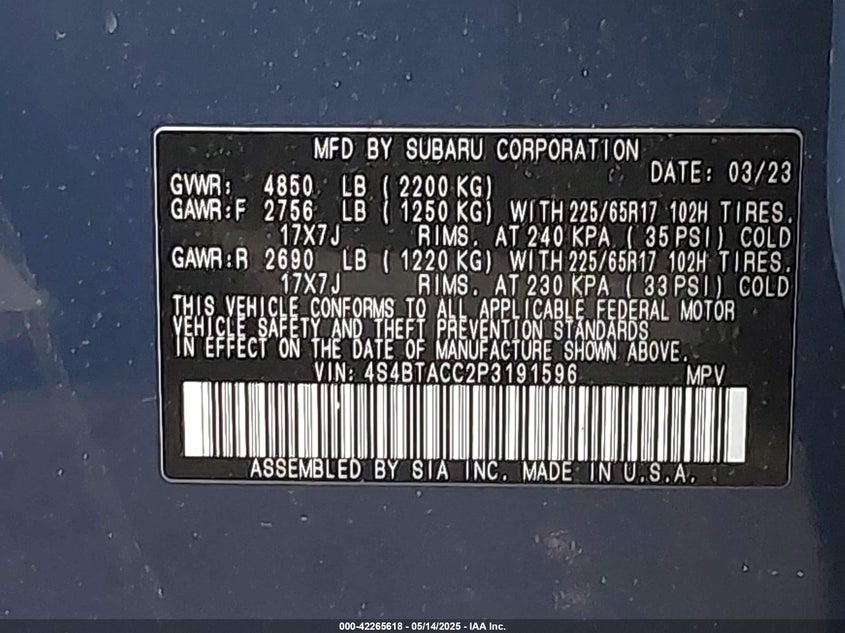 MFD BY SUBARU CORPORATION
DATE: 03/23
GVWR: 4850 LB (2200 KG)
GAWR:F 2756 LB (1250 KG) WITH 225/65R17 102H TIRES.
17X7J RIMS. AT 240 KPA (35 PSI) COLD
GAWR:R 2690 LB (1220 KG) WITH 225/65R17 102H TIRES.
17X7J RIMS. AT 230 KPA (33 PSI) COLD
THIS VEHICLE CONFORMS TO ALL APPLICABLE FEDERAL MOTOR
VEHICLE SAFETY AND THEFT PREVENTION STANDARDS
IN EFFECT ON THE DATE OF MANUFACTURE SHOWN ABOVE.
VIN: 4S4BTACC2P3191596 MPV
ASSEMBLED BY SIA INC. MADE IN U.S.A.
000-42265618 - 05/14/2025 - IAA Inc.